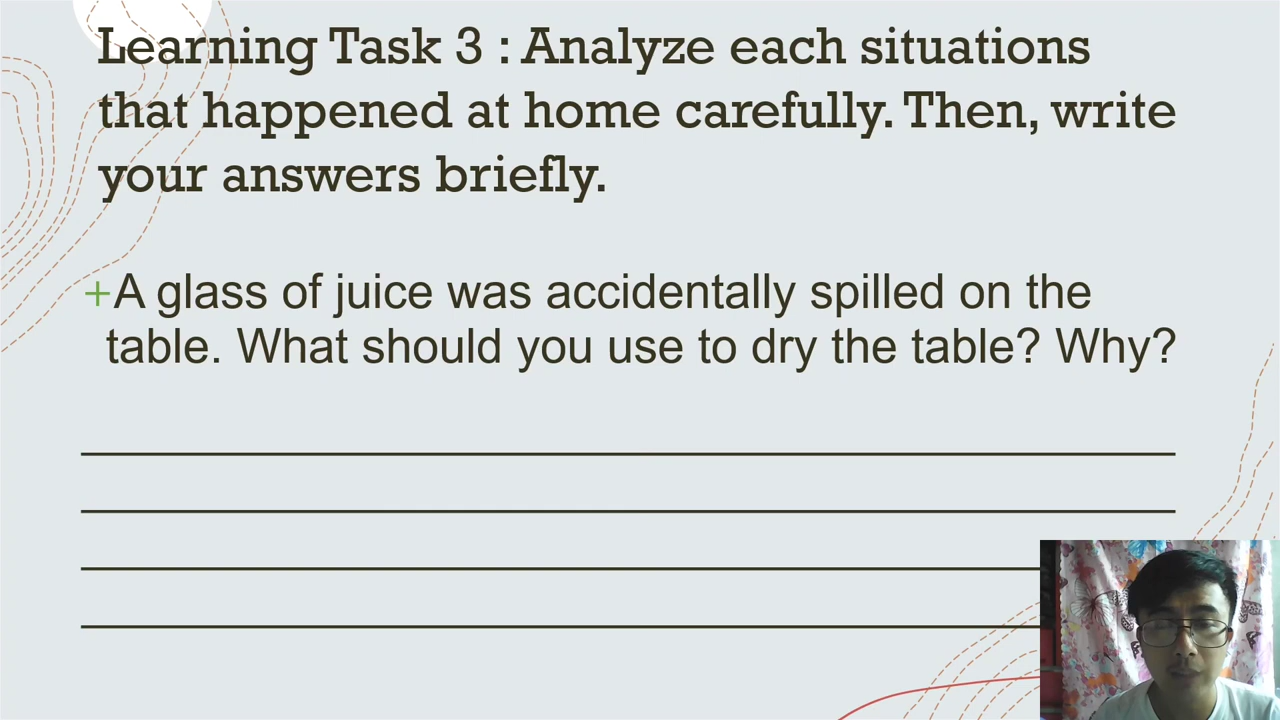 Learning Task 3 : Analyze each situations
that happened at home carefully. Then, write
your answers briefly.
+A glass of juice was accidentally spilled on the
table. What should you use to dry the table? Why?